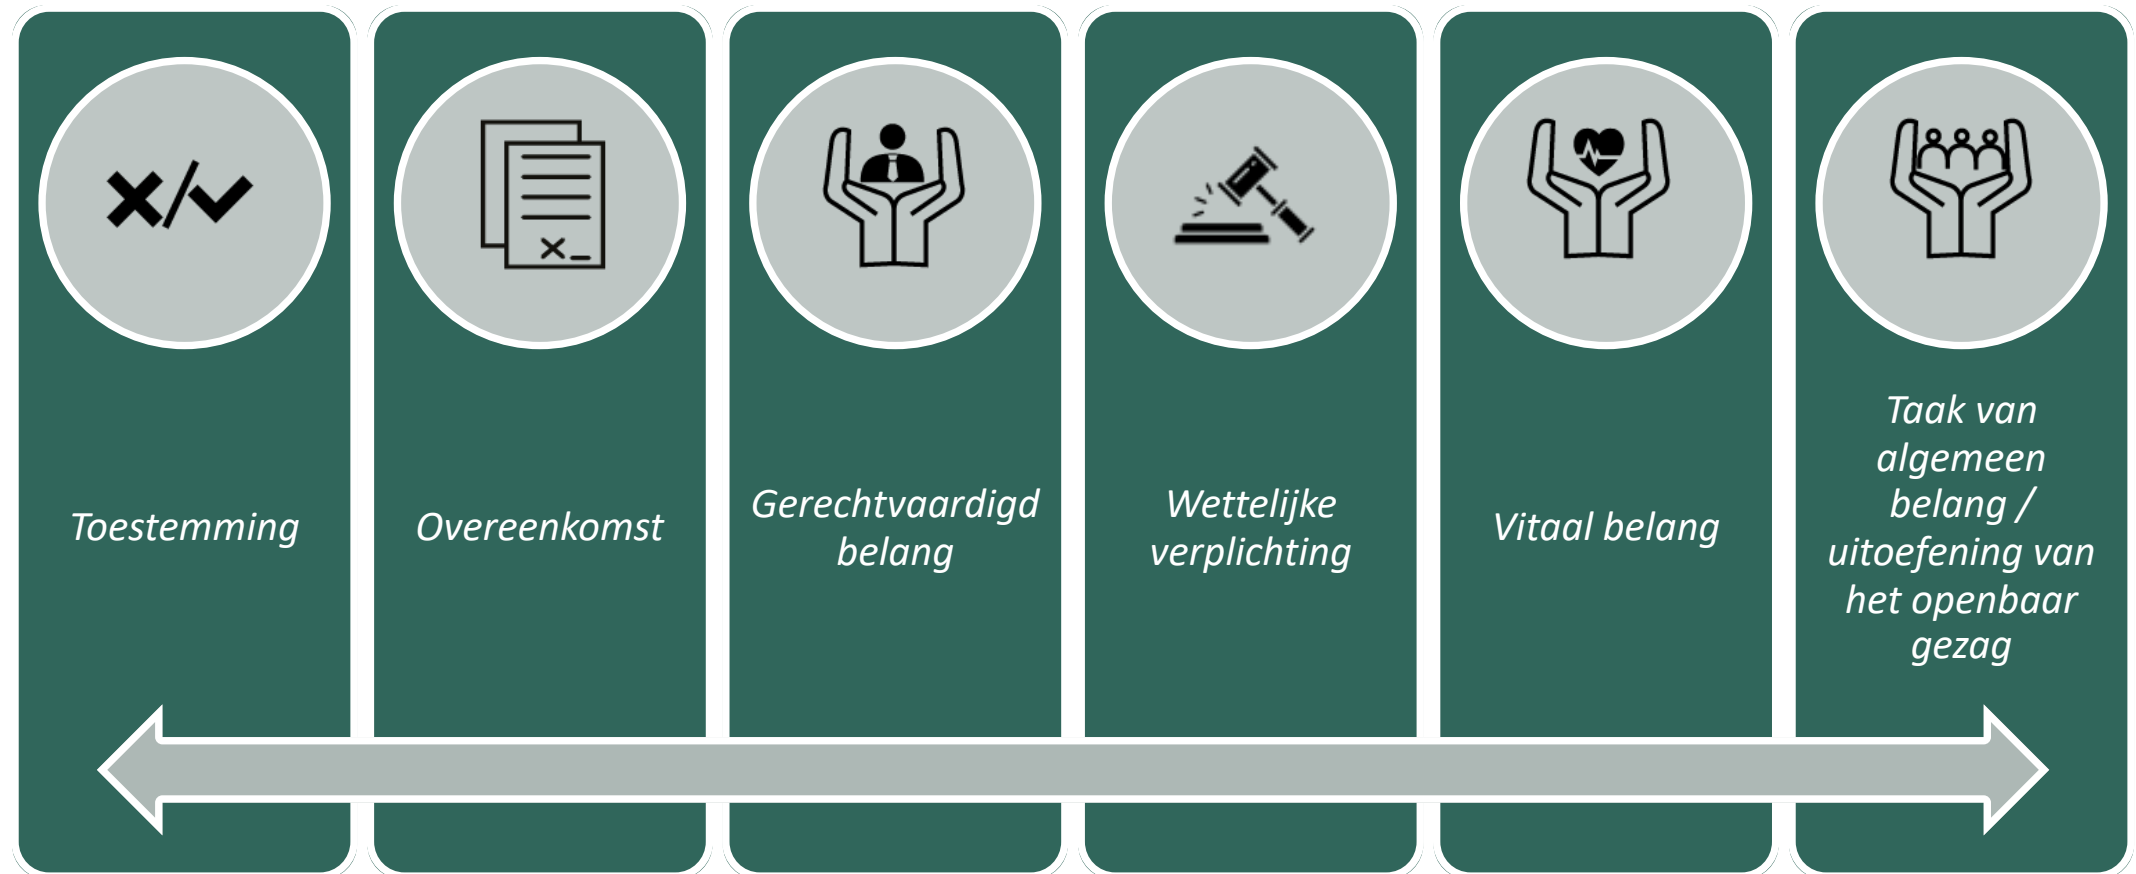 Toestemming
Overeenkomst
Gerechtvaardigd
belang
Wettelijke
verplichting
Vitaal belang
Taak van
algemeen
belang /
uitoefening van
het openbaar
gezag